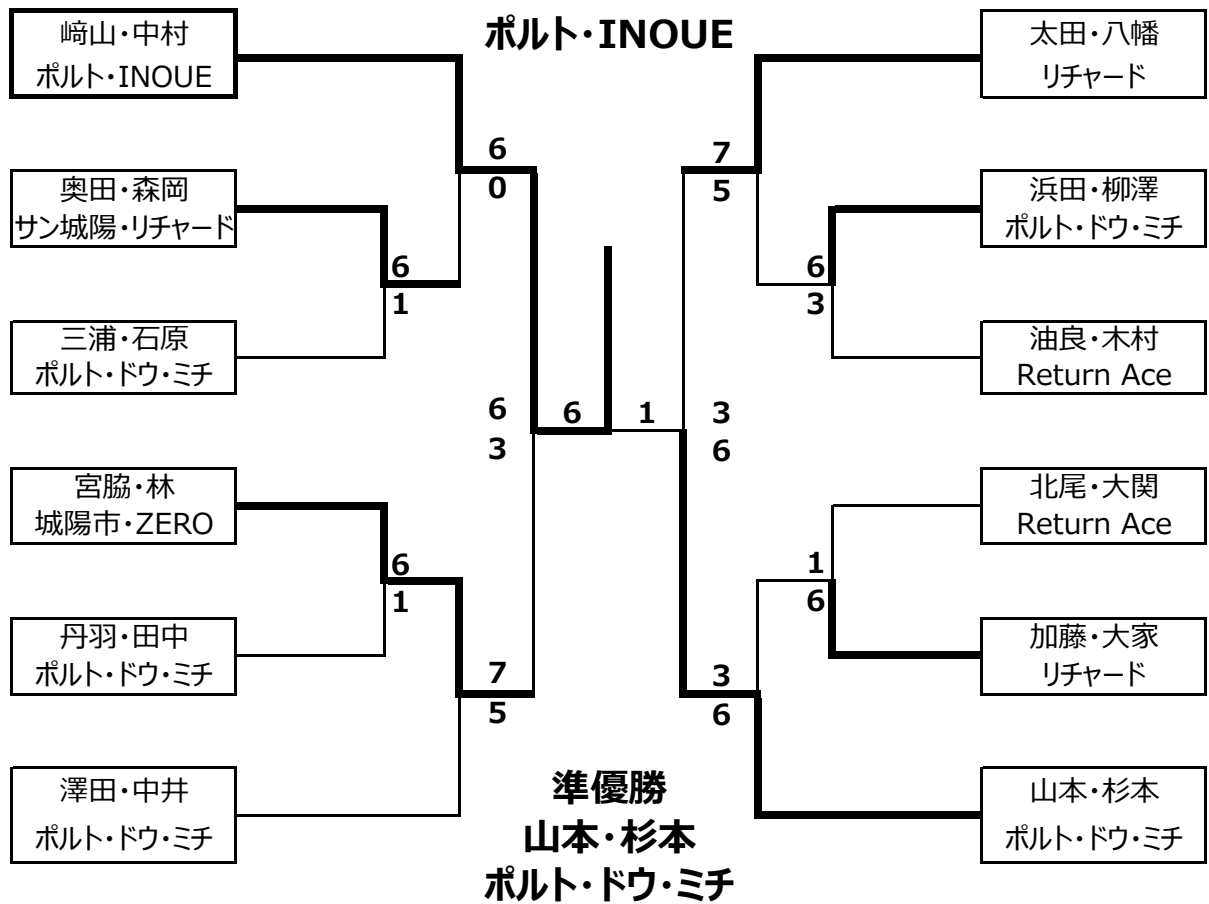 ポルト・INOUE
﨑山・中村
ポルト・INOUE
奥田・森岡
サン城陽・リチャード
三浦・石原
ポルト・ドウ・ミチ
宮脇・林
城陽市・ZERO
丹羽・田中
ポルト・ドウ・ミチ
澤田・中井
ポルト・ドウ・ミチ
6
0
6
1
6
3
6
1
7
5
6
1
7
5
6
3
3
6
1
6
3
6
太田・八幡
リチャード
浜田・柳澤
ポルト・ドウ・ミチ
油良・木村
Return Ace
北尾・大関
Return Ace
加藤・大家
リチャード
山本・杉本
ポルト・ドウ・ミチ
準優勝
山本・杉本
ポルト・ドウ・ミチ